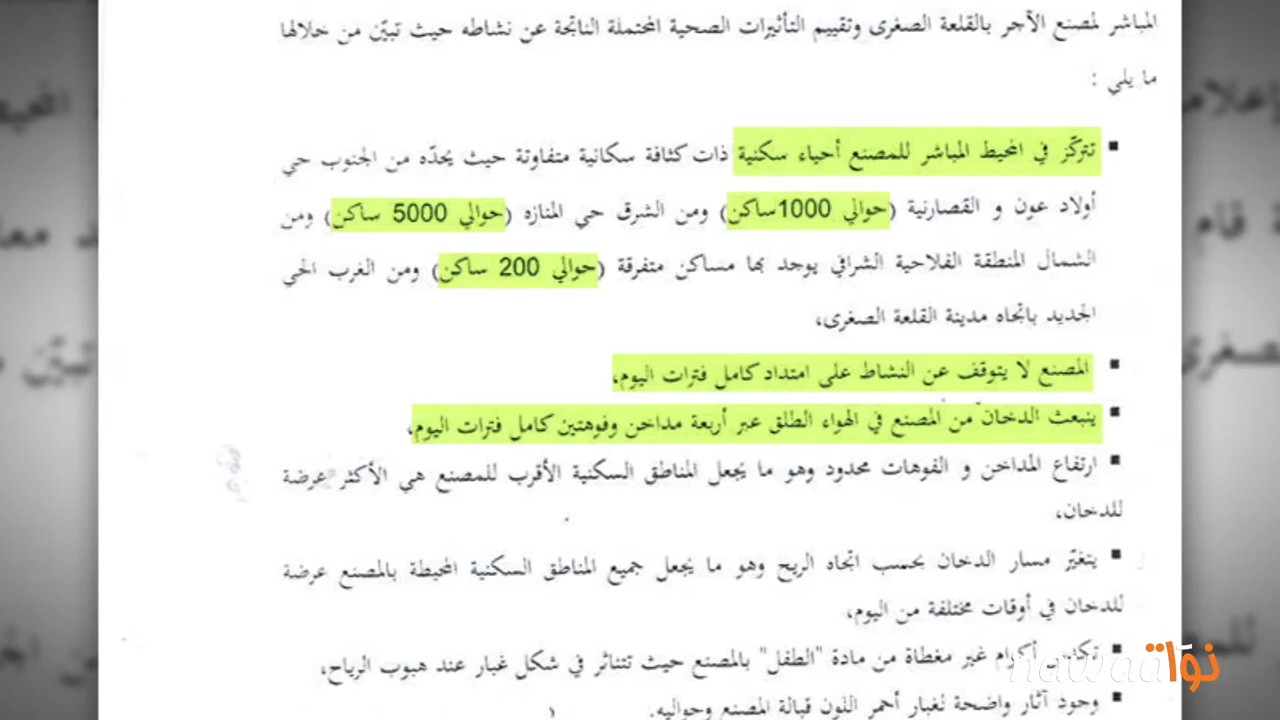 المباشر لمصنع الآجر بالقلعة الصغرى وتقييم التأثيرات الصحية المحتملة الناتجة عن نشاطه حيث تبيّن من خلالها
ما يلي :
▪ تتركّز في المحيط المباشر للمصنع أحياء سكنية ذات كثافة سكانية متفاوتة حيث يحدّه من الجنوب حي
أولاد عون و القصارنية (حوالي 1000ساكن) ومن الشرق حي المنازه (حوالي 5000 ساكن) ومن
الشمال المنطقة الفلاحية الشرافي يوجد بها مساكن متفرقة (حوالي 200 ساكن) ومن الغرب الحي
الجديد باتجاه مدينة القلعة الصغرى،
▪ المصنع لا يتوقف عن النشاط على امتداد كامل فترات اليوم،
▪ ينبعث الدخان من المصنع في الهواء الطلق عبر أربعة مداخن وفوهتين كامل فترات اليوم،
▪ ارتفاع المداخن و الفوهات محدود وهو ما يجعل المناطق السكنية الأقرب للمصنع هي الأكثر عرضة
للدخان،
▪ يتغيّر مسار الدخان بحسب اتجاه الريح وهو ما يجعل جميع المناطق السكنية المحيطة بالمصنع عرضة
للدخان في أوقات مختلفة من اليوم،
▪ أكوام غير مغطاة من مادة "الطفل" بالمصنع حيث تتناثر في شكل غبار عند هبوب الرياح،
▪ وجود آثار واضحة لغبار أحمر اللون قبالة المصنع وحواليه.
nawaat نوّاة